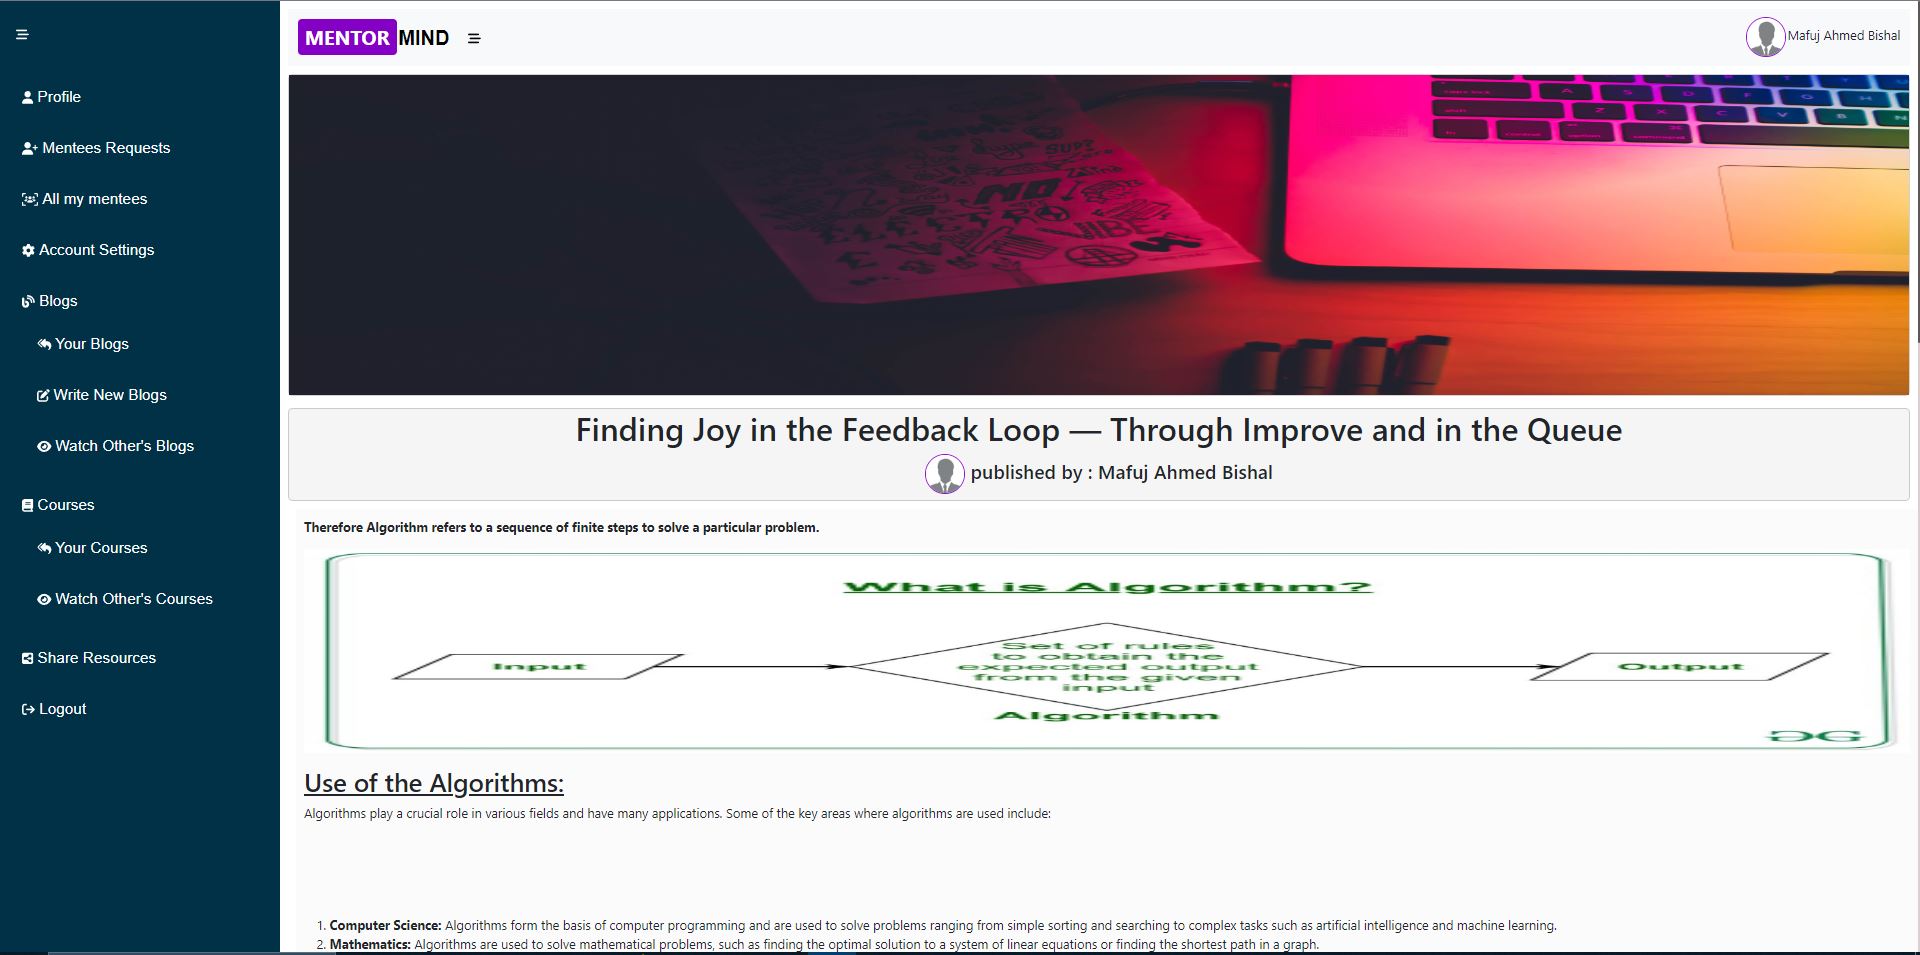 MENTOR MIND
Mafuj Ahmed Bishal
Profile
Mentees Requests
All my mentees
Account Settings
Blogs
Your Blogs
Write New Blogs
Watch Other's Blogs
Courses
Your Courses
Watch Other's Courses
Share Resources
Logout
SUP?
NO
VIBE
Finding Joy in the Feedback Loop — Through Improve and in the Queue
published by : Mafuj Ahmed Bishal
Therefore Algorithm refers to a sequence of finite steps to solve a particular problem.
What is Algorithm?
Input
Set of rules
to obtain the
expected output
from the given
input
Algorithm
Output
Use of the Algorithms:
Algorithms play a crucial role in various fields and have many applications. Some of the key areas where algorithms are used include:
1. Computer Science: Algorithms form the basis of computer programming and are used to solve problems ranging from simple sorting and searching to complex tasks such as artificial intelligence and machine learning.
2. Mathematics: Algorithms are used to solve mathematical problems, such as finding the optimal solution to a system of linear equations or finding the shortest path in a graph.